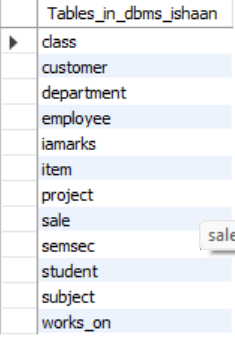 Tables_in_dbms_ishaan
class
customer
department
employee
iamarks
item
project
sale
sale
semsec
student
subject
works_on